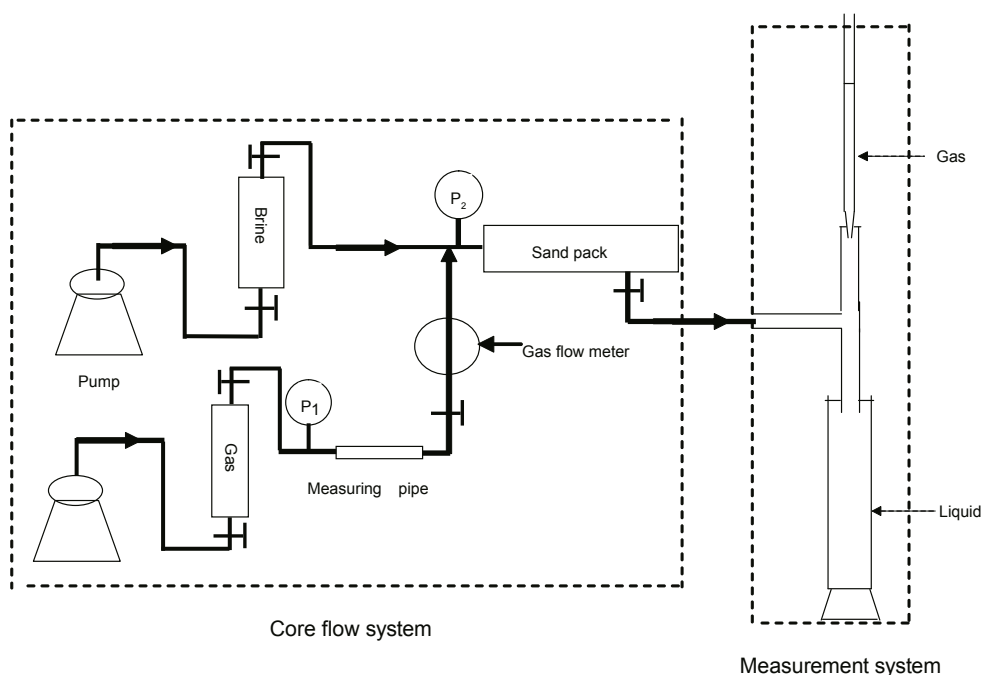 Gas
Brine
P2
Sand pack
Gas flow meter
Pump
P1
Gas
Measuring pipe
Liquid
Core flow system
Measurement system